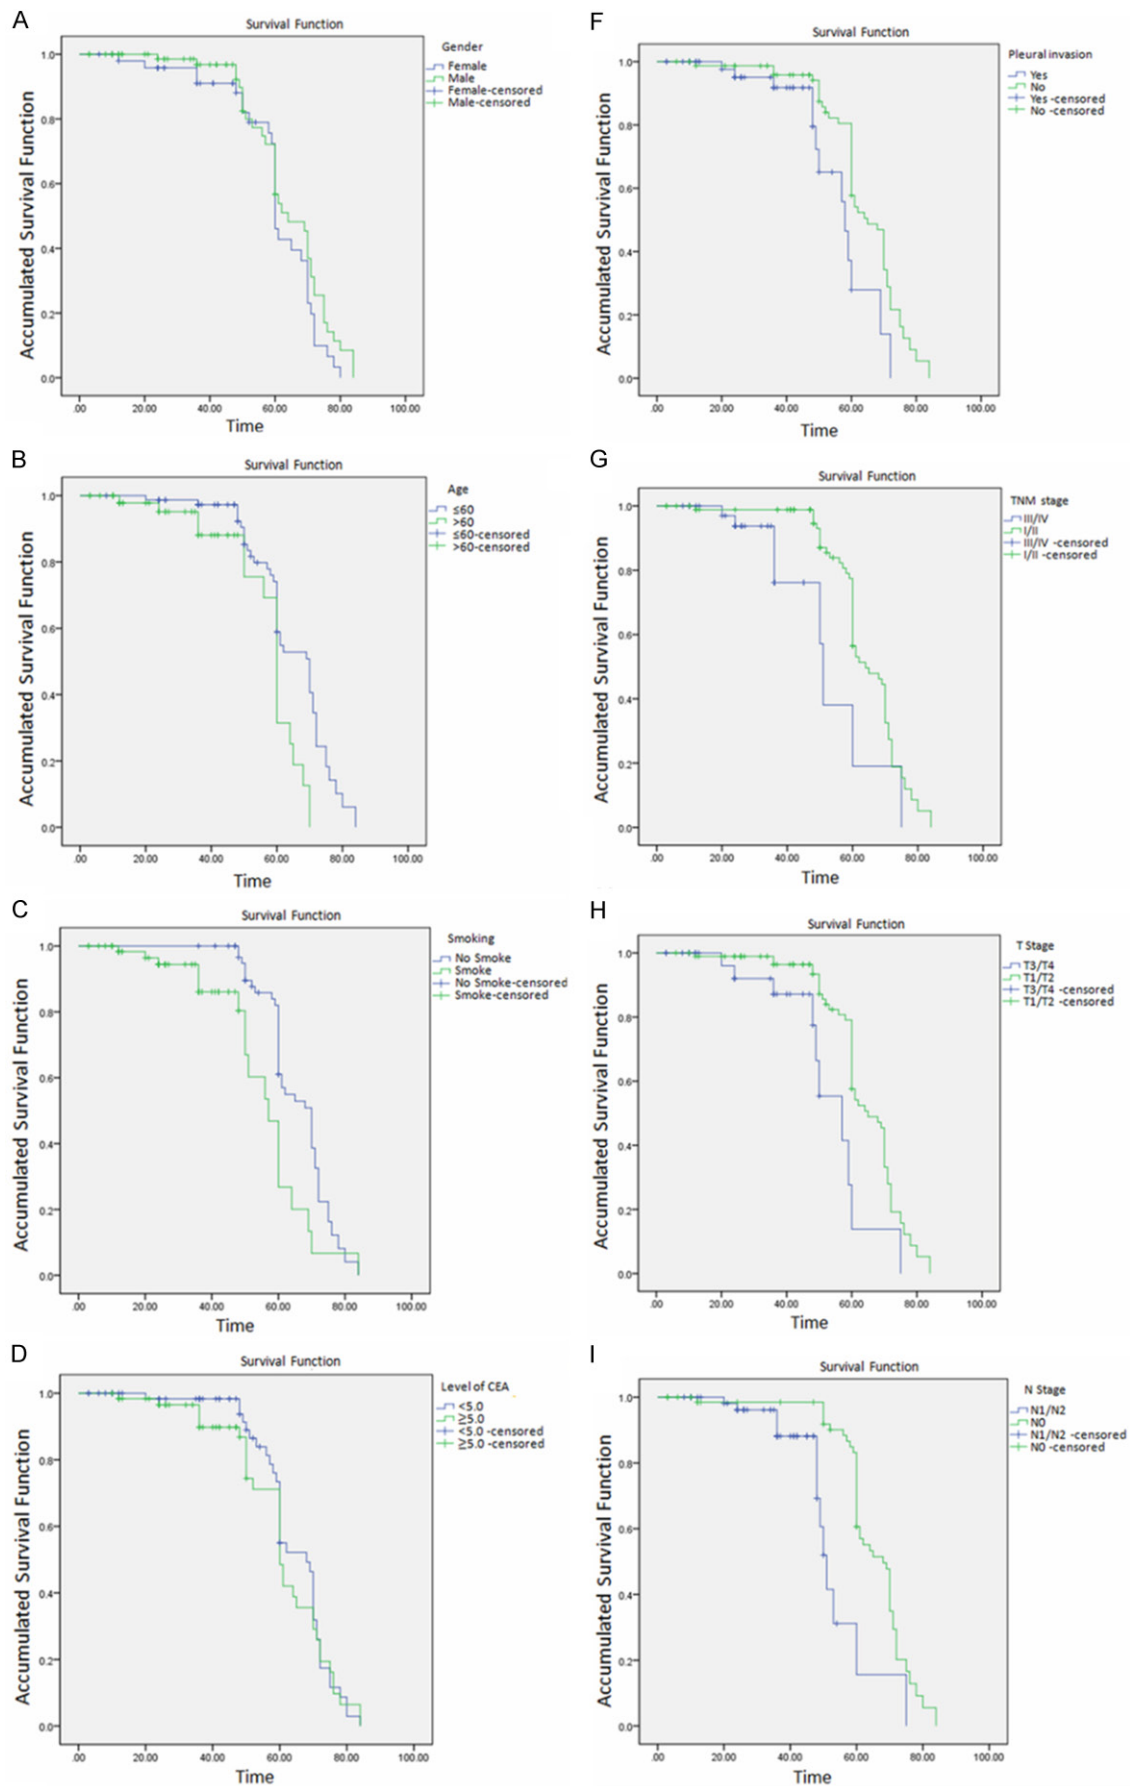 A
Survival Function
Gender
Female
Male
Female-censored
Male-censored
Accumulated Survival Function
1.0
0.8
0.6
0.4
0.2
0.0
.00 20.00 40.00 60.00 80.00 100.00
Time
B
Survival Function
Age
≤60
>60
≤60-censored
>60-censored
Accumulated Survival Function
1.0
0.8
0.6
0.4
0.2
0.0
.00 20.00 40.00 60.00 80.00 100.00
Time
C
Survival Function
Smoking
No Smoke
Smoke
No Smoke-censored
Smoke-censored
Accumulated Survival Function
1.0
0.8
0.6
0.4
0.2
0.0
.00 20.00 40.00 60.00 80.00 100.00
Time
D
Survival Function
Level of CEA
<5.0
≥5.0
<5.0 -censored
≥5.0 -censored
Accumulated Survival Function
1.0
0.8
0.6
0.4
0.2
0.0
.00 20.00 40.00 60.00 80.00 100.00
Time
F
Survival Function
Pleural invasion
Yes
No
Yes -censored
No -censored
Accumulated Survival Function
1.0
0.8
0.6
0.4
0.2
0.0
.00 20.00 40.00 60.00 80.00 100.00
Time
G
Survival Function
TNM stage
III/IV
I/II
III/IV -censored
I/II -censored
Accumulated Survival Function
1.0
0.8
0.6
0.4
0.2
0.0
.00 20.00 40.00 60.00 80.00 100.00
Time
H
Survival Function
T Stage
T3/T4
T1/T2
T3/T4 -censored
T1/T2 -censored
Accumulated Survival Function
1.0
0.8
0.6
0.4
0.2
0.0
.00 20.00 40.00 60.00 80.00 100.00
Time
I
Survival Function
N Stage
N1/N2
N0
N1/N2 -censored
N0 -censored
Accumulated Survival Function
1.0
0.8
0.6
0.4
0.2
0.0
.00 20.00 40.00 60.00 80.00 100.00
Time